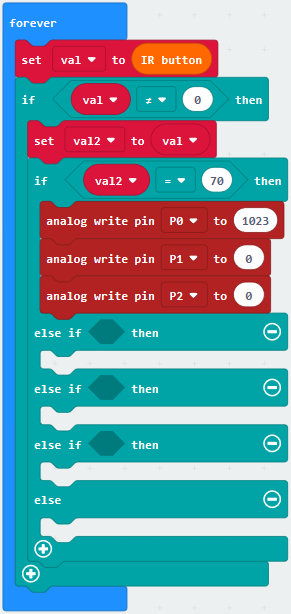 forever
set val to IR button
if val ≠ 0 then
set val2 to val
if val2 = 70 then
analog write pin P0 to 1023
analog write pin P1 to 0
analog write pin P2 to 0
else if then
else if then
else if then
else